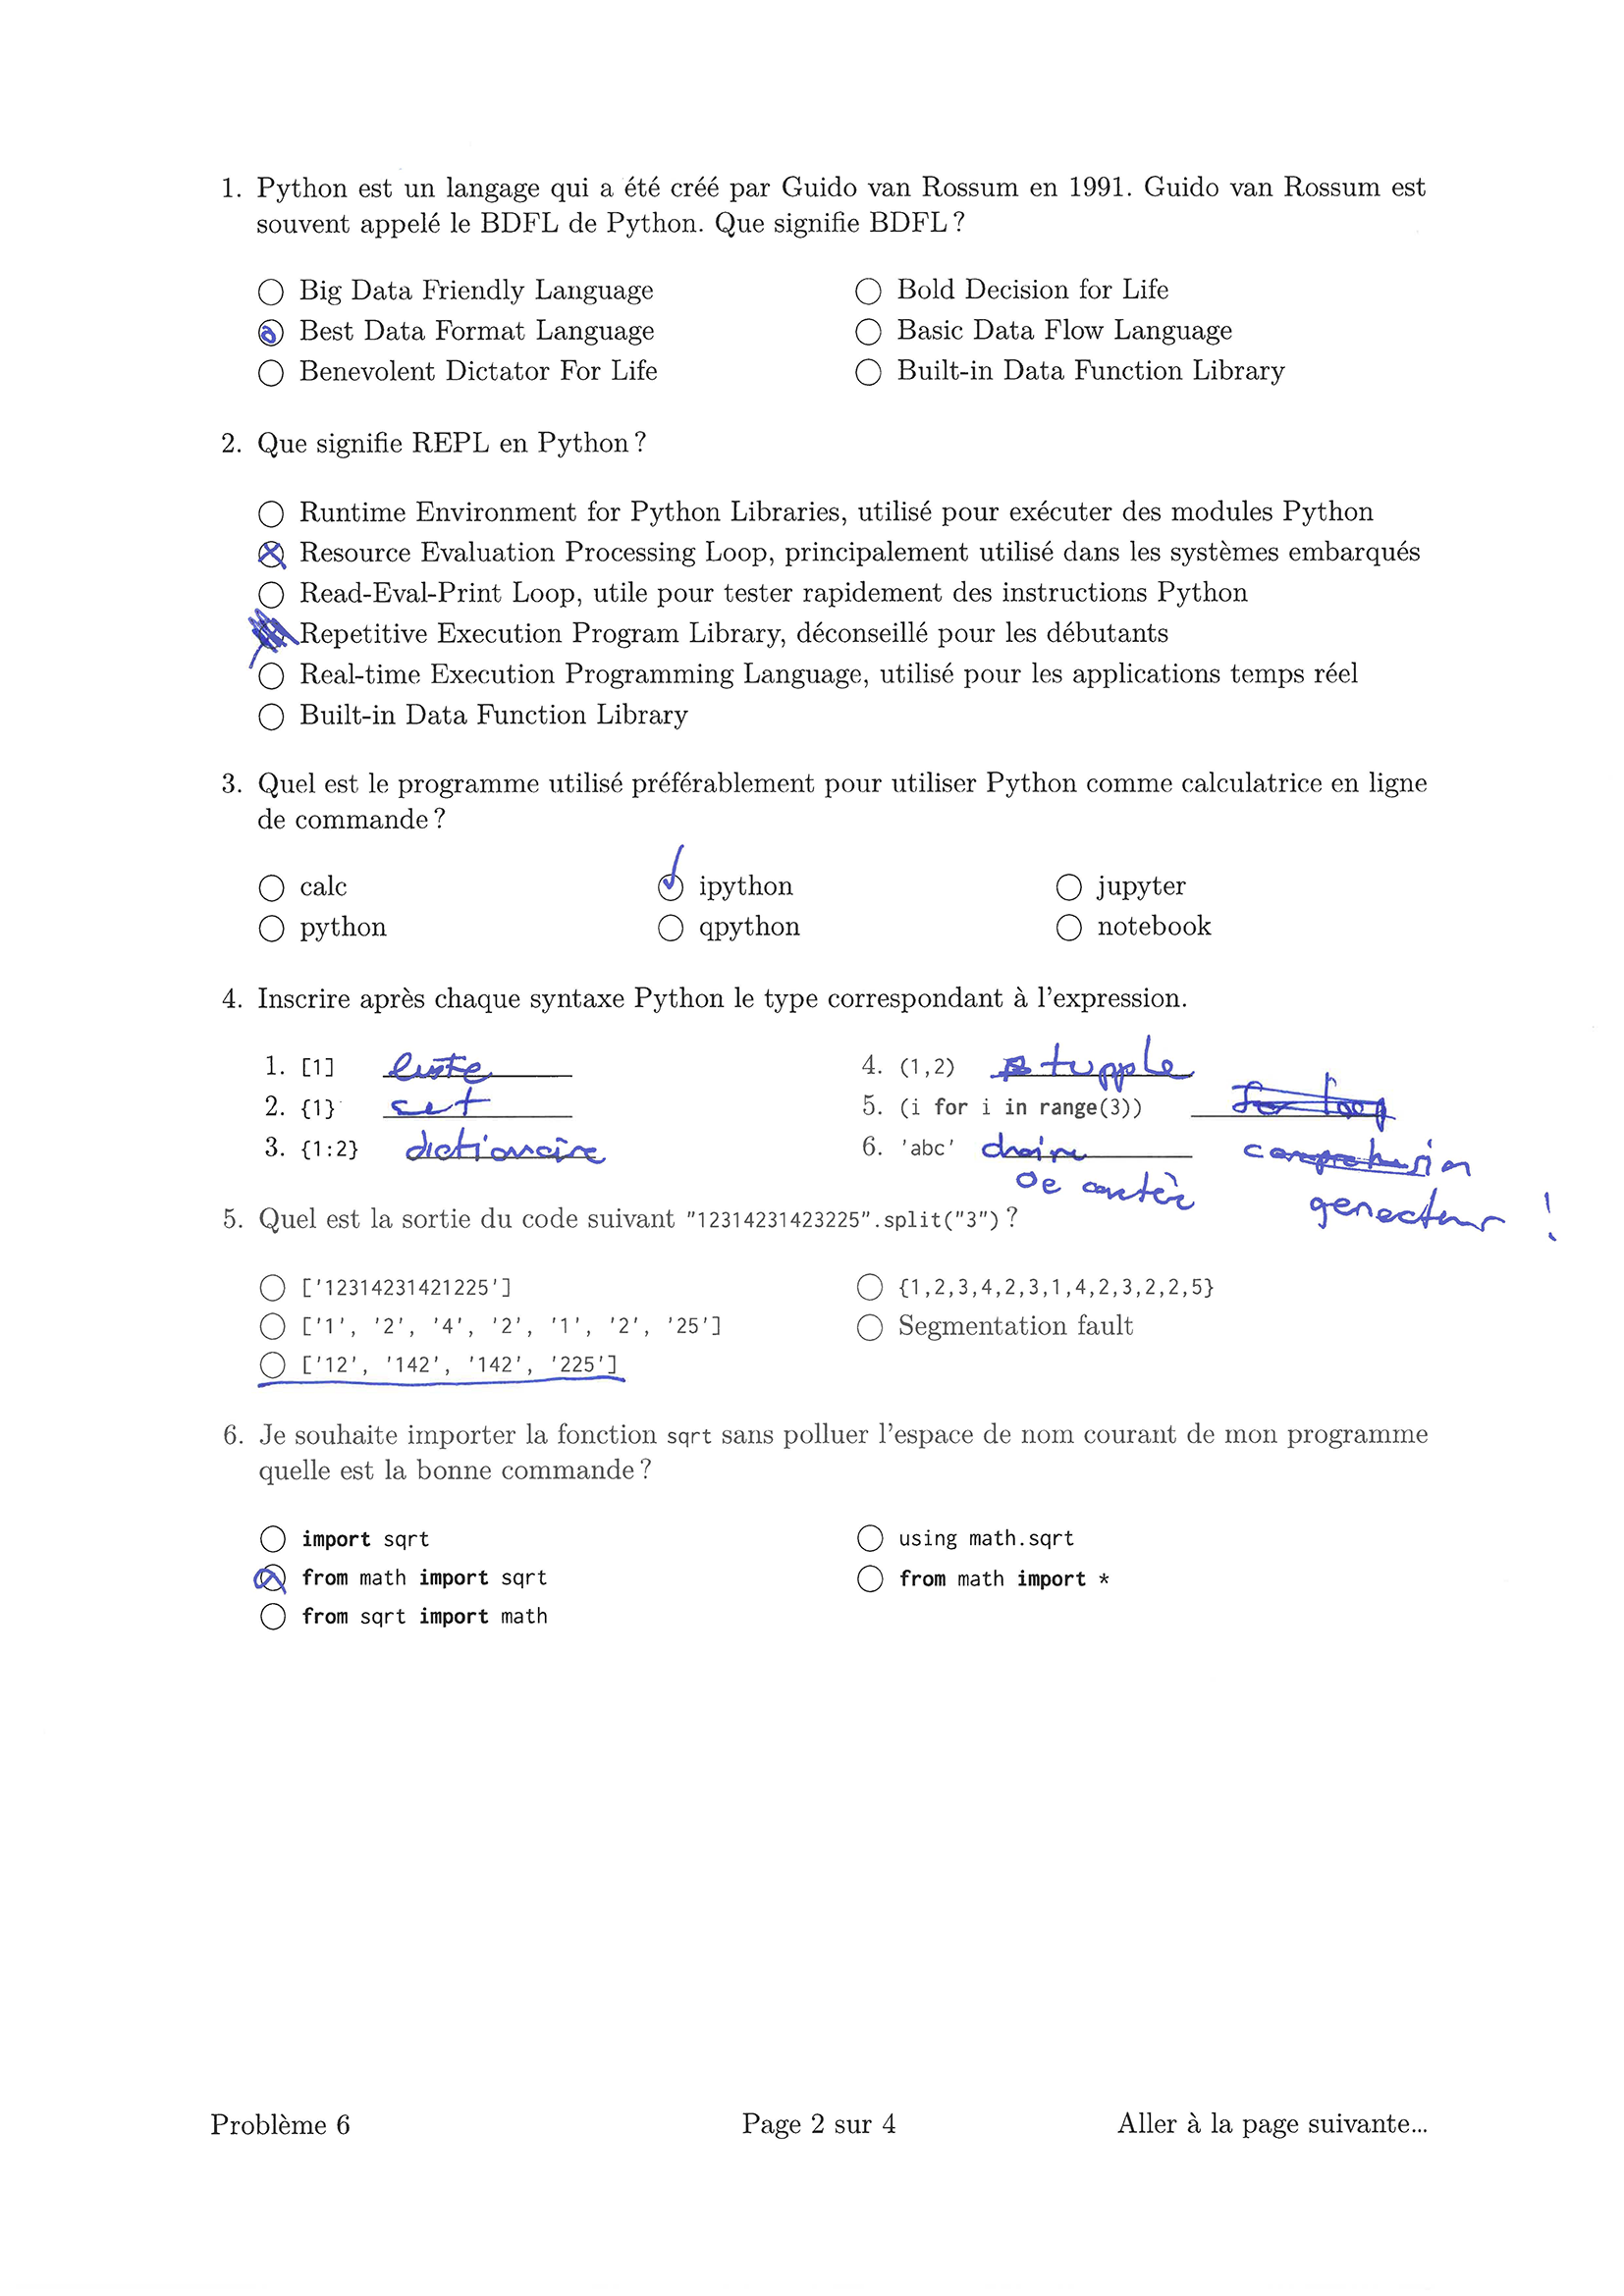 1. Python est un langage qui a été créé par Guido van Rossum en 1991. Guido van Rossum est
souvent appelé le BDFL de Python. Que signifie BDFL ?
Big Data Friendly Language
Best Data Format Language
Benevolent Dictator For Life
Bold Decision for Life
Basic Data Flow Language
Built-in Data Function Library
2. Que signifie REPL en Python ?
Runtime Environment for Python Libraries, utilisé pour exécuter des modules Python
Resource Evaluation Processing Loop, principalement utilisé dans les systèmes embarqués
Read-Eval-Print Loop, utile pour tester rapidement des instructions Python
Repetitive Execution Program Library, déconseillé pour les débutants
Real-time Execution Programming Language, utilisé pour les applications temps réel
Built-in Data Function Library
3. Quel est le programme utilisé préférablement pour utiliser Python comme calculatrice en ligne
de commande ?
calc
python
ipython
qpython
jupyter
notebook
4. Inscrire après chaque syntaxe Python le type correspondant à l'expression.
1. [1] liste
2. {1} set
3. {1:2} dictionaire
4. (1,2) tupple
5. (i for i in range(3)) for loop
comprehension
generateur !
6. 'abc' chaine
de
5. Quel est la sortie du code suivant "12314231423225".split("3") ?
['12314231421225']
['1', '2', '4', '2', '1', '2', '25']
['12', '142', '142', '225']
{1,2,3,4,2,3,1,4,2,3,2,2,5}
Segmentation fault
6. Je souhaite importer la fonction sqrt sans polluer l'espace de nom courant de mon programme
quelle est la bonne commande ?
import sqrt
from math import sqrt
from sqrt import math
using math.sqrt
from math import *
Problème 6
Page 2 sur 4
Aller à la page suivante...